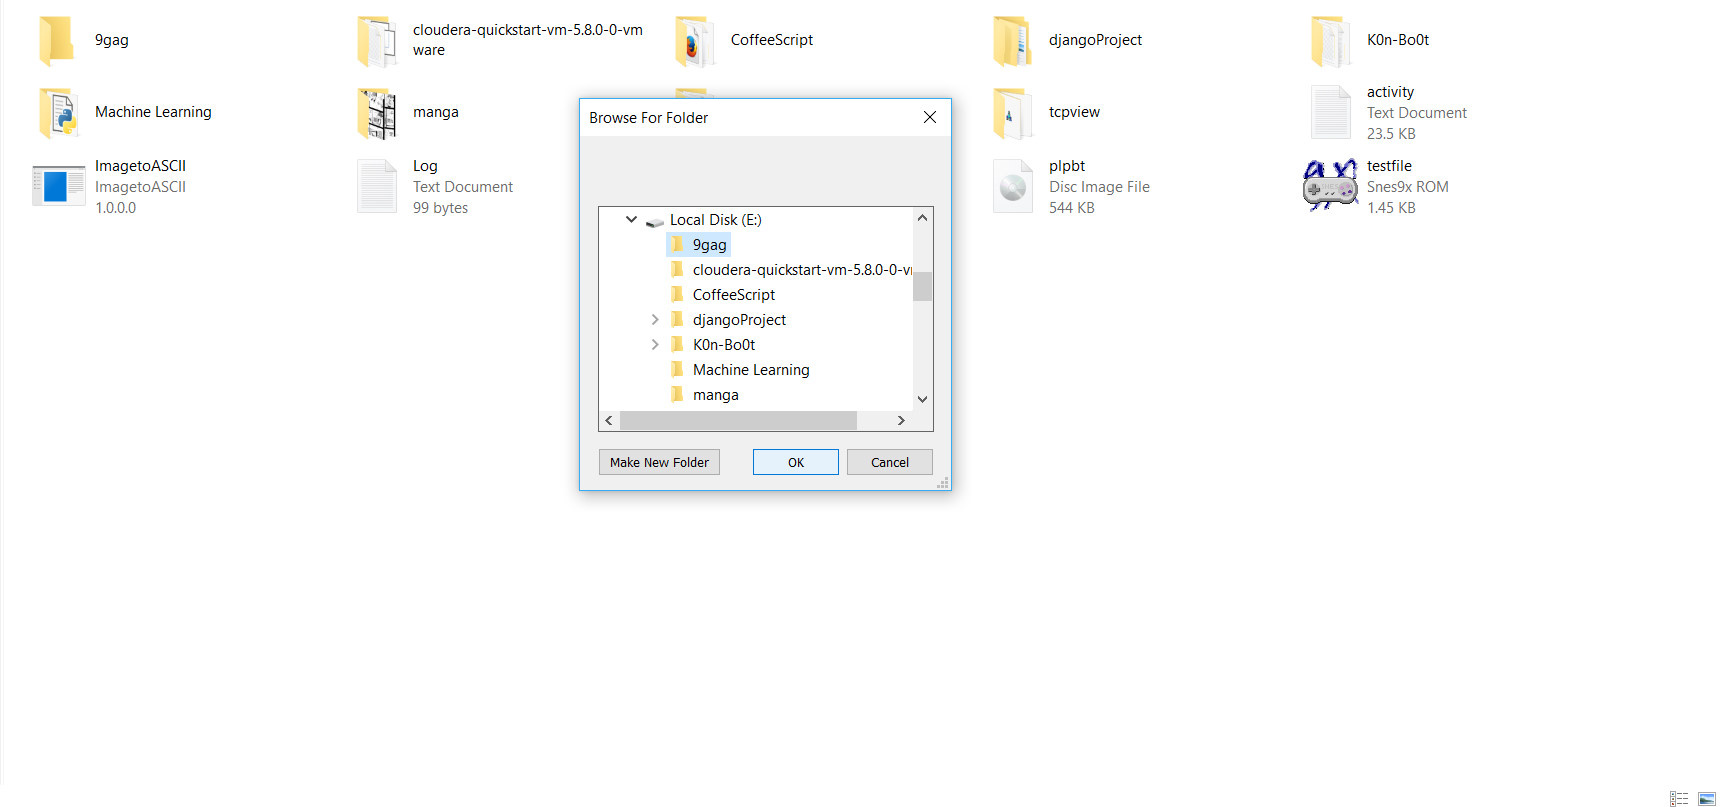 9gag
cloudera-quickstart-vm-5.8.0-0-vm
ware
CoffeeScript
djangoProject
K0n-Bo0t
Machine Learning
manga
tcpview
activity
Text Document
23.5 KB
ImagetoASCII
ImagetoASCII
1.0.0.0
Log
Text Document
99 bytes
plpbt
Disc Image File
544 KB
testfile
Snes9x ROM
1.45 KB
Browse For Folder
Local Disk (E:)
9gag
cloudera-quickstart-vm-5.8.0-0-v
CoffeeScript
djangoProject
K0n-Bo0t
Machine Learning
manga
Make New Folder
OK
Cancel